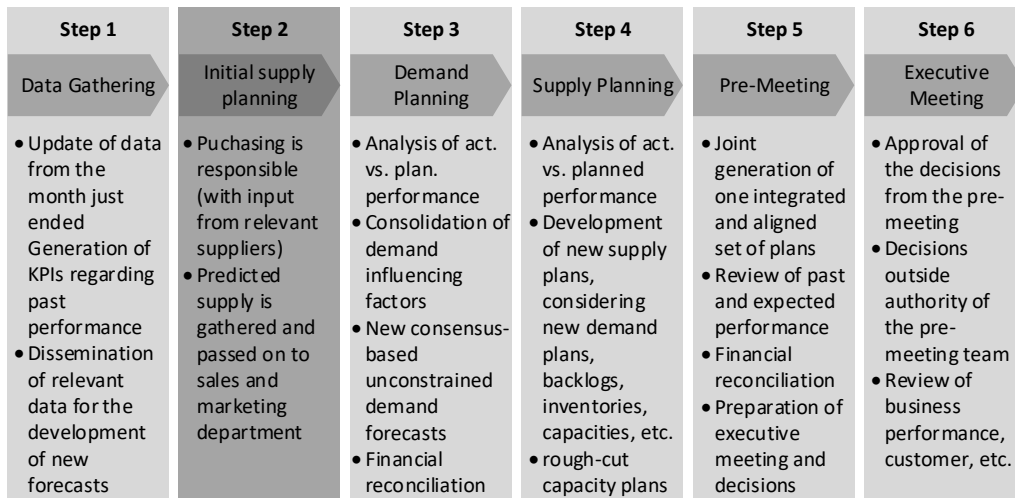 Step 1
Data Gathering
• Update of data
from the
month just
ended
Generation of
KPIs regarding
past
performance
• Dissemination
of relevant
data for the
development
of new
forecasts
Step 2
Initial supply
planning
• Puchasing is
responsible
(with input
from relevant
suppliers)
• Predicted
supply is
gathered and
passed on to
sales and
marketing
department
Step 3
Demand
Planning
• Analysis of act.
vs. plan.
performance
• Consolidation of
demand
influencing
factors
• New consensus-
based
unconstrained
demand
forecasts
• Financial
reconciliation
Step 4
Supply Planning
• Analysis of act.
vs. planned
performance
• Development
of new supply
plans,
considering
new demand
plans,
backlogs,
inventories,
capacities, etc.
• rough-cut
capacity plans
Step 5
Pre-Meeting
• Joint
generation of
one integrated
and aligned
set of plans
• Review of past
and expected
performance
• Financial
reconciliation
• Preparation of
executive
meeting and
decisions
Step 6
Executive
Meeting
• Approval of
the decisions
from the pre-
meeting
• Decisions
outside
authority of
the pre-
meeting team
• Review of
business
performance,
customer, etc.